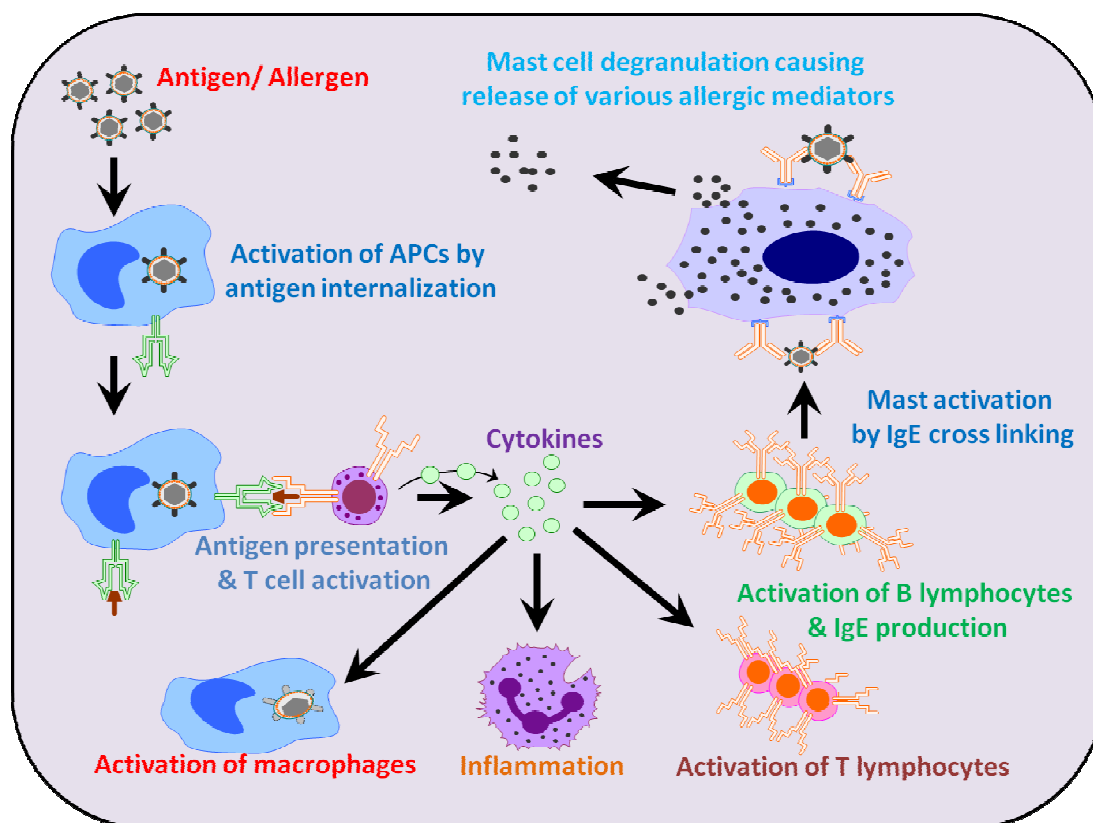 Antigen/ Allergen
Mast cell degranulation causing
release of various allergic mediators
Activation of APCs by
antigen internalization
Mast activation
by IgE cross linking
Cytokines
Antigen presentation
& T cell activation
Activation of B lymphocytes
& IgE production
Activation of macrophages
Inflammation
Activation of T lymphocytes